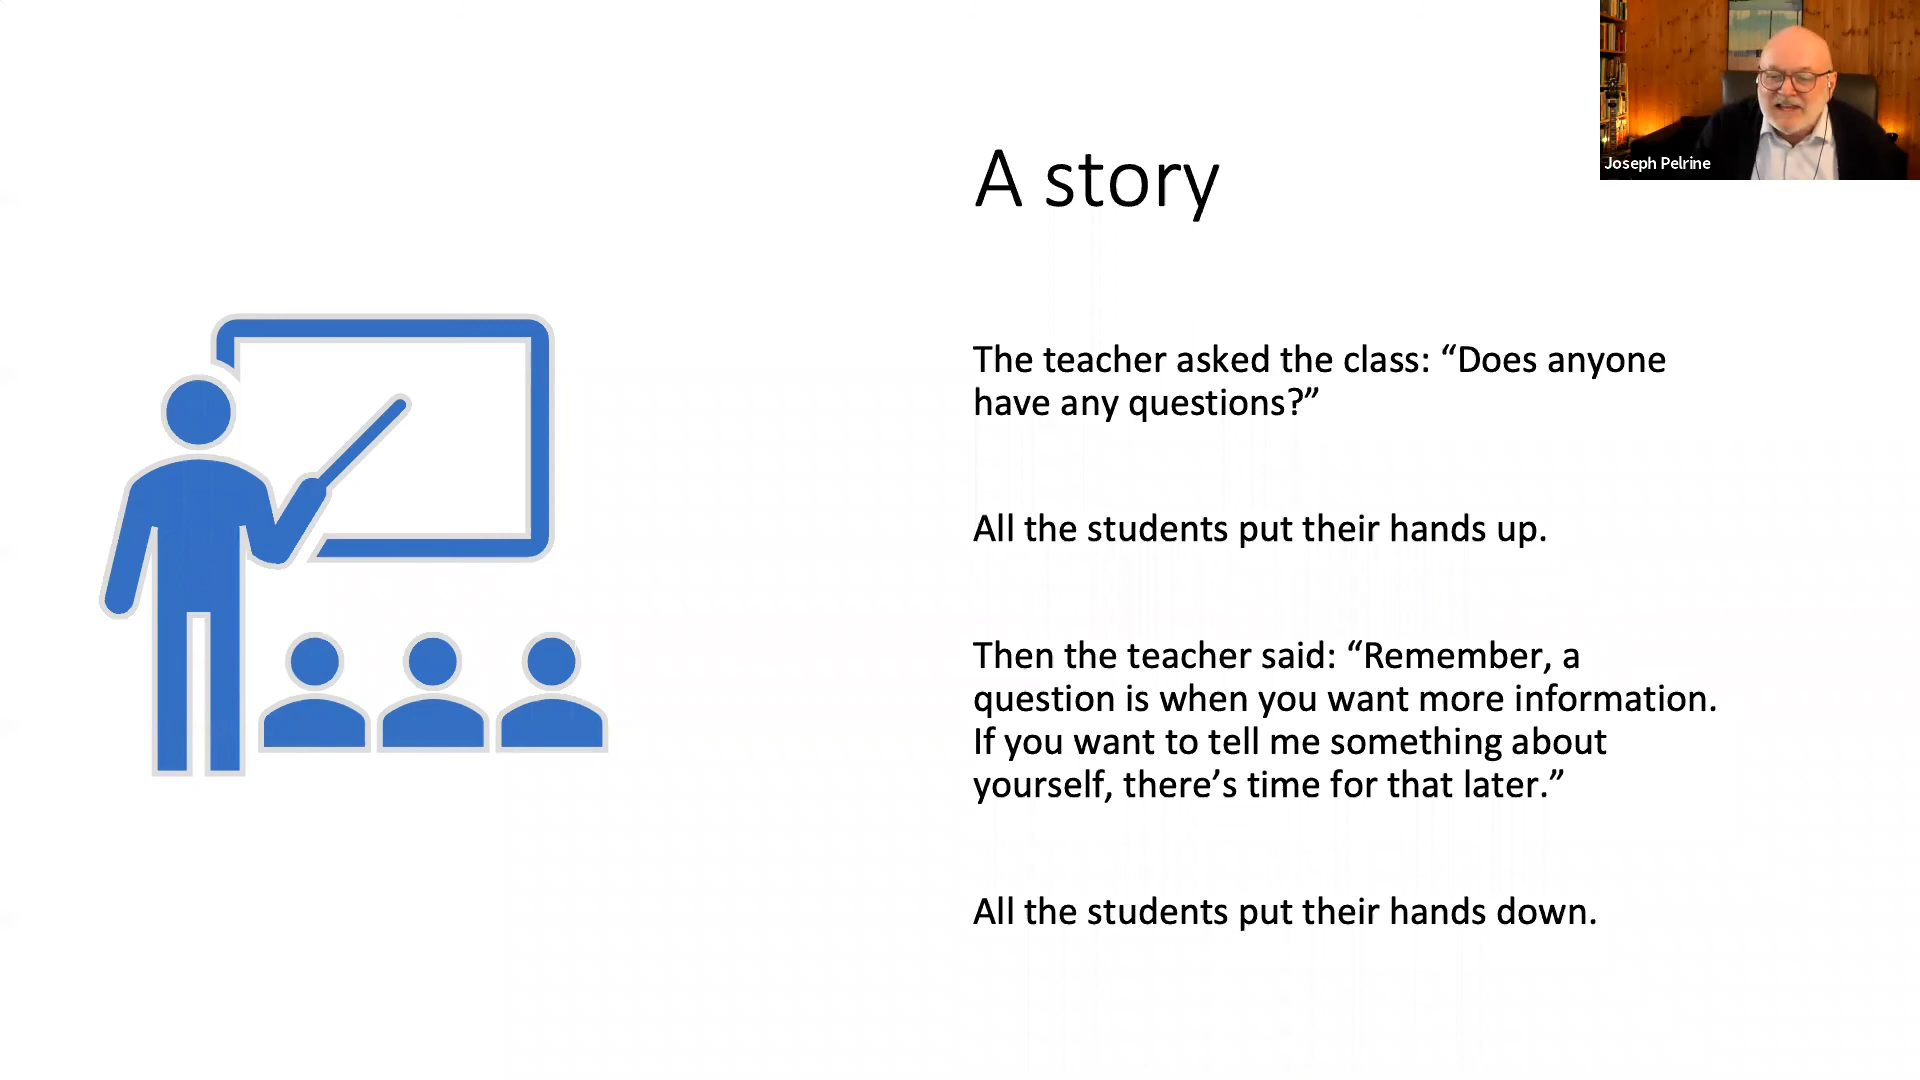 A story
Joseph Pelrine
The teacher asked the class: “Does anyone
have any questions?”
All the students put their hands up.
Then the teacher said: “Remember, a
question is when you want more information.
If you want to tell me something about
yourself, there’s time for that later.”
All the students put their hands down.